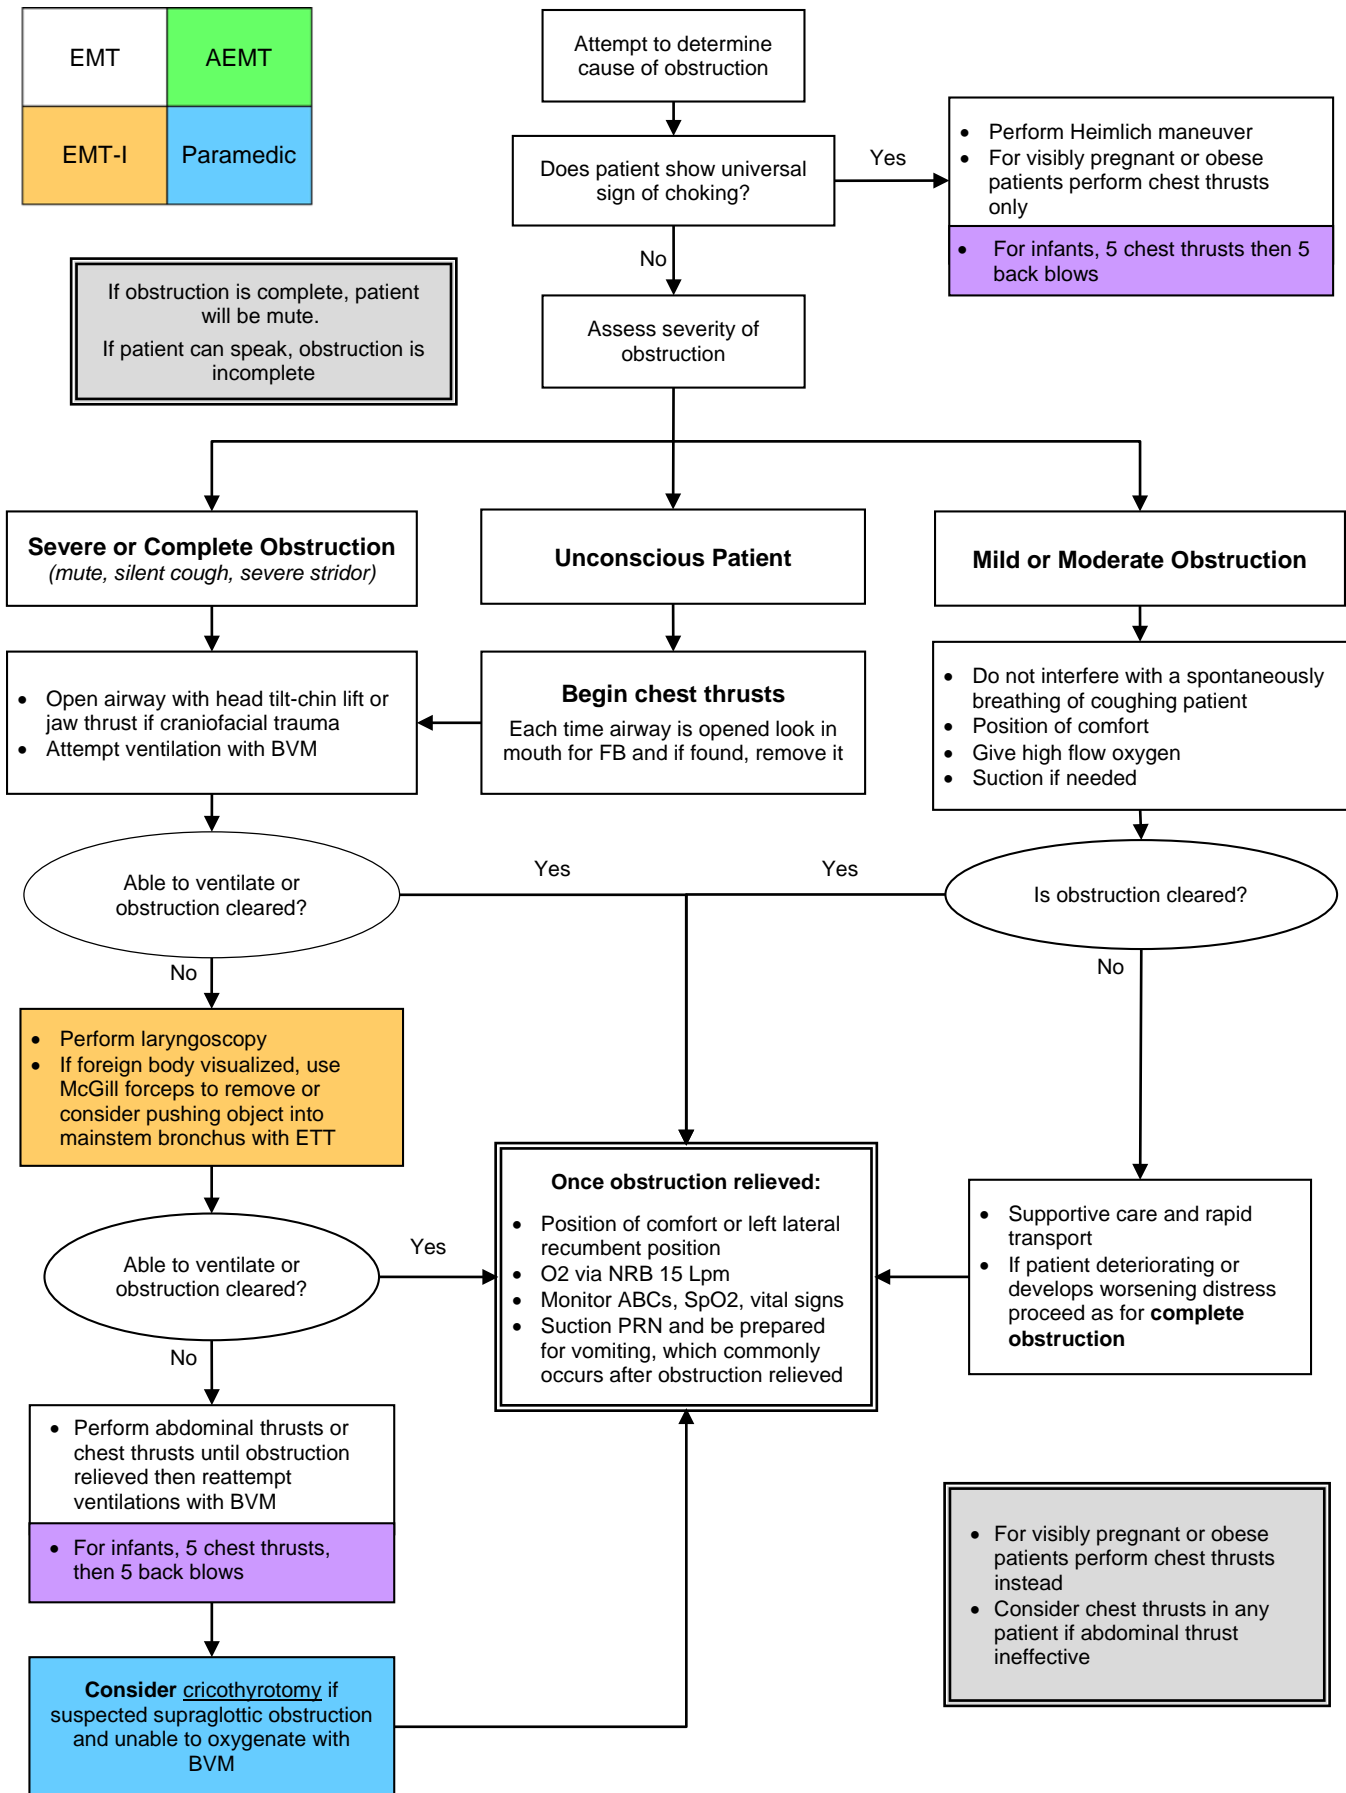 EMT
AEMT
EMT-I
Paramedic
Attempt to determine
cause of obstruction
Does patient show universal
sign of choking?
Yes
• Perform Heimlich maneuver
• For visibly pregnant or obese
patients perform chest thrusts
only
• For infants, 5 chest thrusts then 5
back blows
No
If obstruction is complete, patient
will be mute.
If patient can speak, obstruction is
incomplete
Assess severity of
obstruction
Severe or Complete Obstruction
(mute, silent cough, severe stridor)
Unconscious Patient
Mild or Moderate Obstruction
• Open airway with head tilt-chin lift or
jaw thrust if craniofacial trauma
• Attempt ventilation with BVM
Begin chest thrusts
Each time airway is opened look in
mouth for FB and if found, remove it
• Do not interfere with a spontaneously
breathing of coughing patient
• Position of comfort
• Give high flow oxygen
• Suction if needed
Able to ventilate or
obstruction cleared?
Yes
Yes
Is obstruction cleared?
No
No
• Perform laryngoscopy
• If foreign body visualized, use
McGill forceps to remove or
consider pushing object into
mainstem bronchus with ETT
Able to ventilate or
obstruction cleared?
Yes
Once obstruction relieved:
• Position of comfort or left lateral
recumbent position
• O2 via NRB 15 Lpm
• Monitor ABCs, SpO2, vital signs
• Suction PRN and be prepared
for vomiting, which commonly
occurs after obstruction relieved
• Supportive care and rapid
transport
• If patient deteriorating or
develops worsening distress
proceed as for complete
obstruction
No
• Perform abdominal thrusts or
chest thrusts until obstruction
relieved then reattempt
ventilations with BVM
• For infants, 5 chest thrusts,
then 5 back blows
• For visibly pregnant or obese
patients perform chest thrusts
instead
• Consider chest thrusts in any
patient if abdominal thrust
ineffective
Consider cricothyrotomy if
suspected supraglottic obstruction
and unable to oxygenate with
BVM